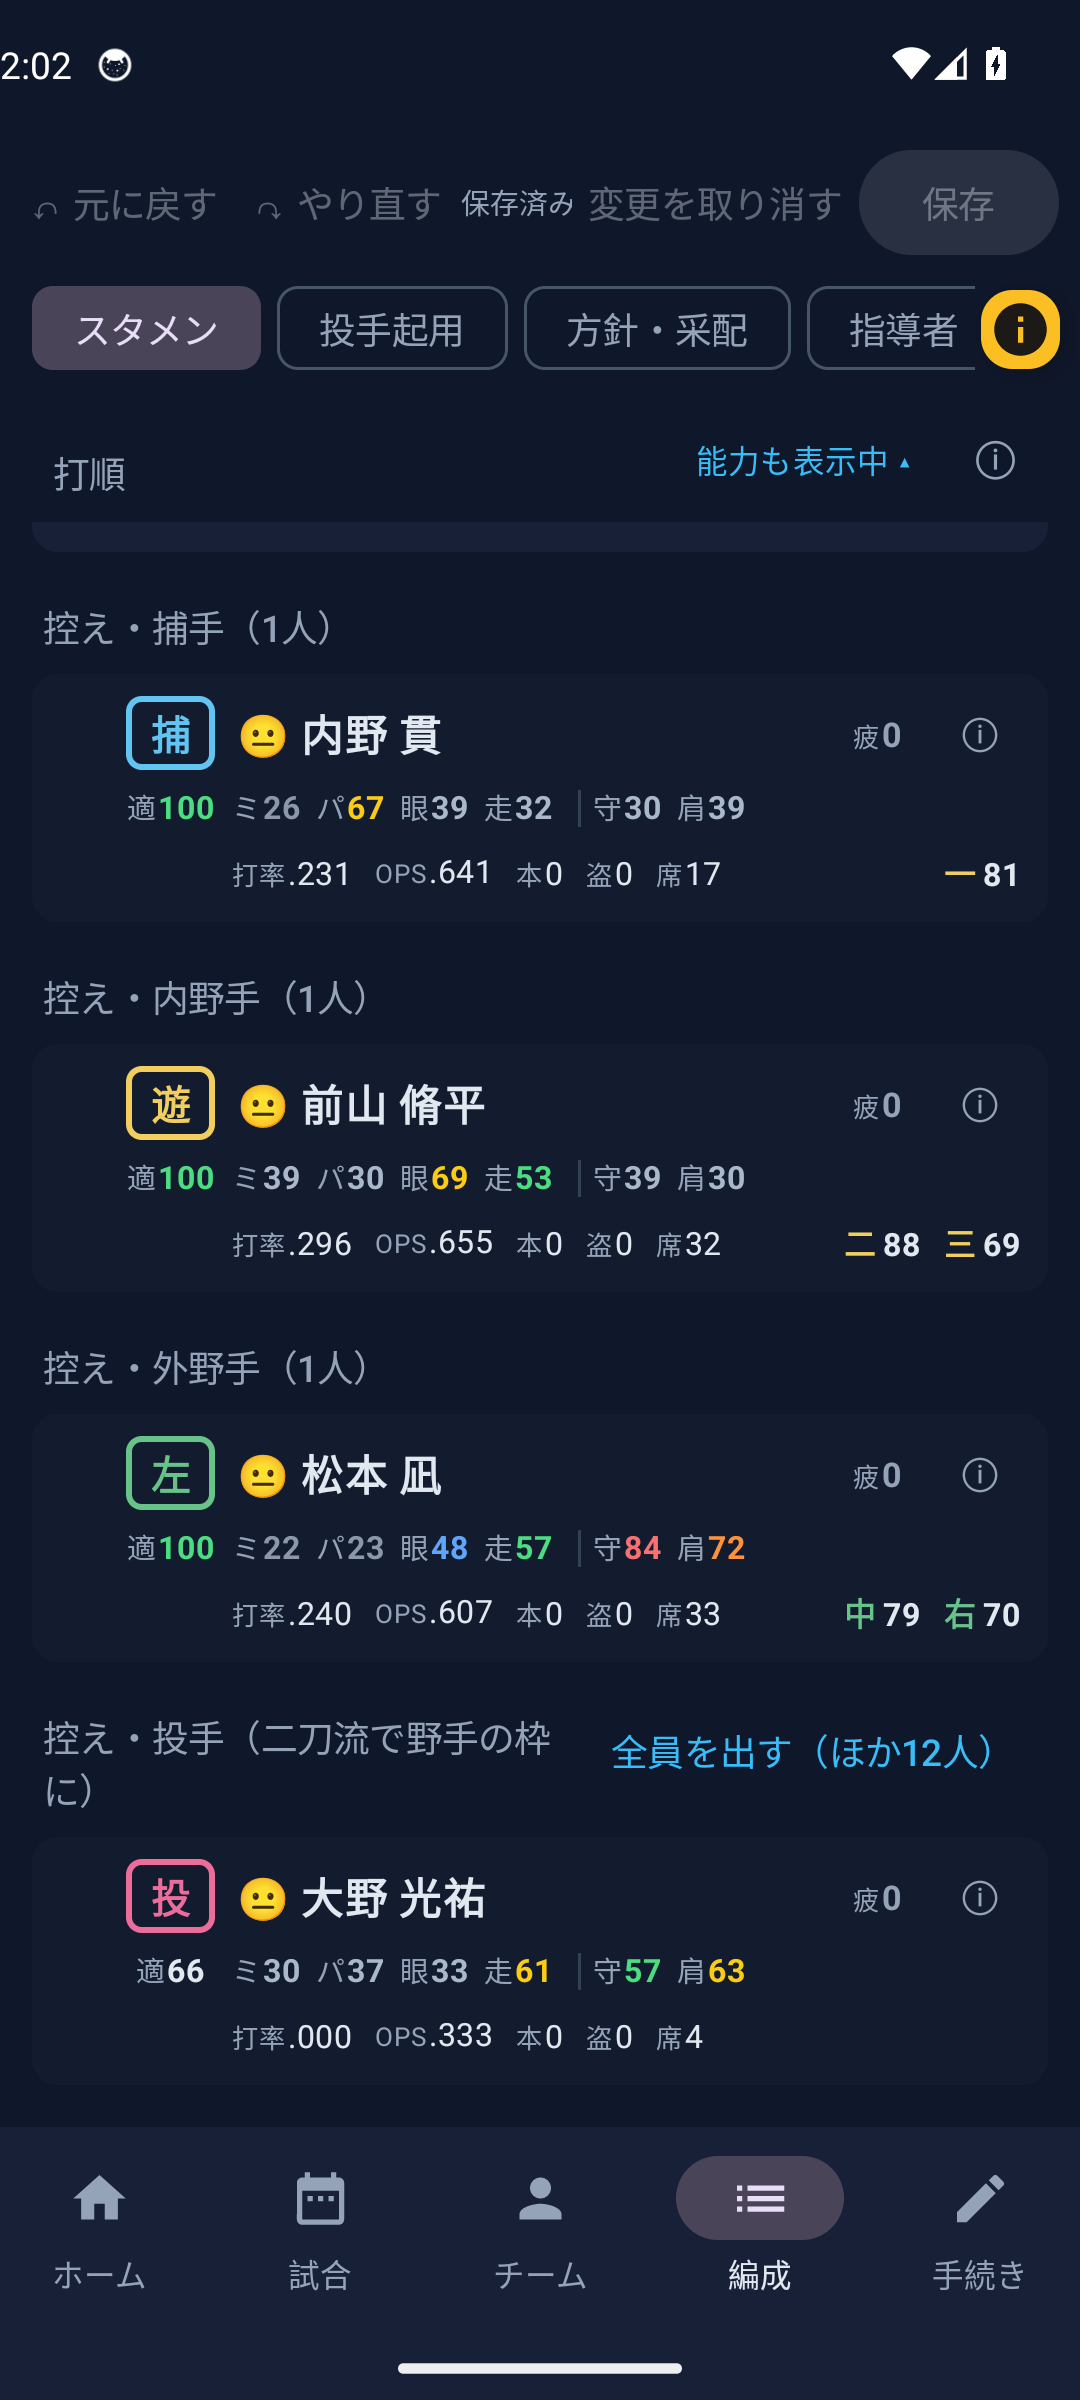 2:02
元に戻す やり直す 保存済み 変更を取り消す 保存
スタメン 投手起用 方針・采配 指導者
打順 能力も表示中 ▲
控え・捕手（1人）
捕 内野 貫 疲0
適100 ミ26 パ67 眼39 走32 守30 肩39
打率.231 OPS.641 本0 盗0 席17 一81
控え・内野手（1人）
遊 前山 脩平 疲0
適100 ミ39 パ30 眼69 走53 守39 肩30
打率.296 OPS.655 本0 盗0 席32 二88 三69
控え・外野手（1人）
左 松本 凪 疲0
適100 ミ22 パ23 眼48 走57 守84 肩72
打率.240 OPS.607 本0 盗0 席33 中79 右70
控え・投手（二刀流で野手の枠
に） 全員を出す（ほか12人）
投 大野 光祐 疲0
適66 ミ30 パ37 眼33 走61 守57 肩63
打率.000 OPS.333 本0 盗0 席4
ホーム 試合 チーム 編成 手続き